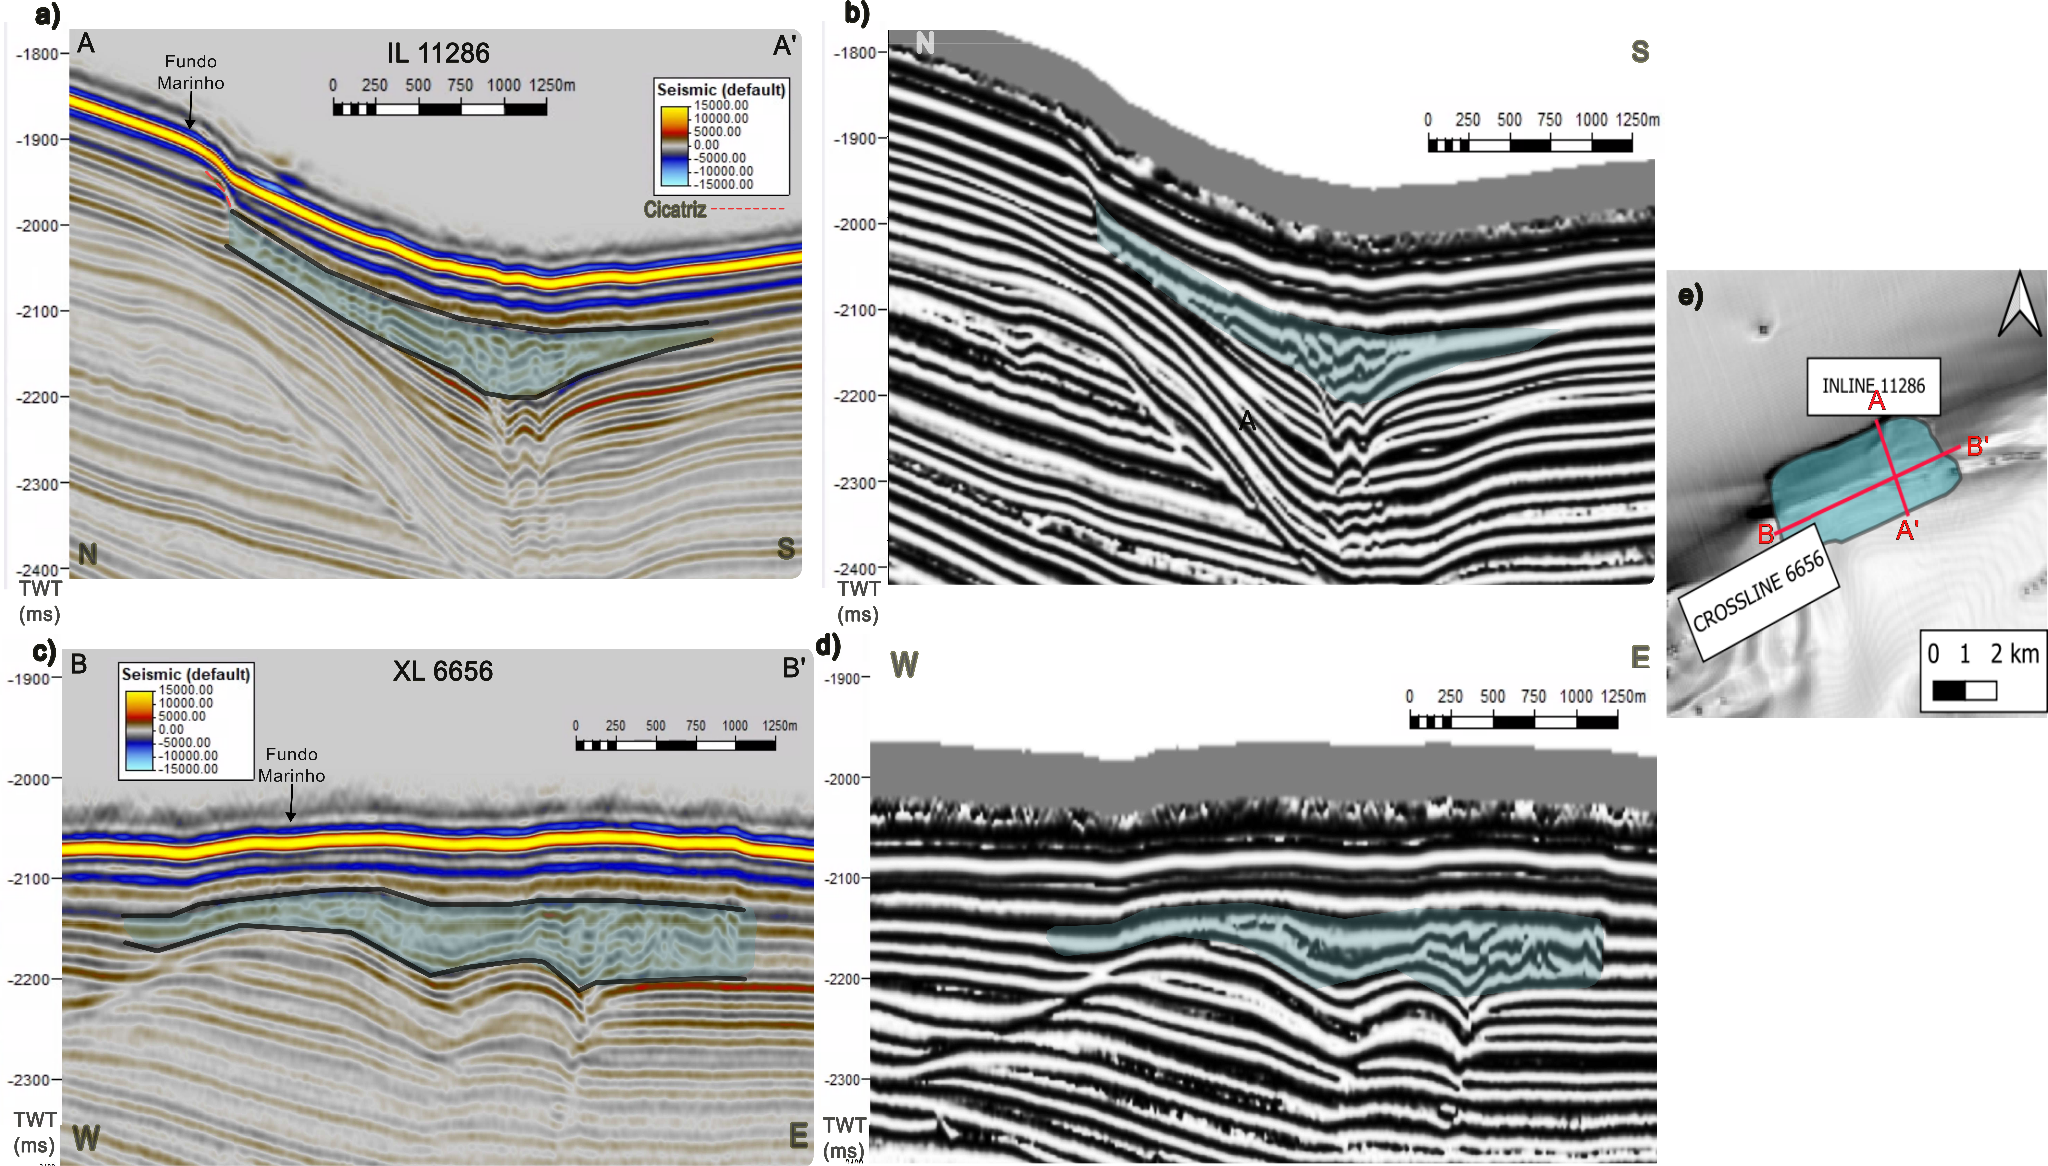 a)
A
IL 11286
A'
Fundo
Marinho
0 250 500 750 1000 1250m
Seismic (default)
15000.00
10000.00
5000.00
0.00
-5000.00
-10000.00
-15000.00
Cicatriz
-1800
-1900
-2000
-2100
-2200
-2300
-2400
TWT
(ms)
N
S
b)
N
S
0 250 500 750 1000 1250m
-1800
-1900
-2000
-2100
-2200
-2300
-2400
TWT
(ms)
A
c)
B
XL 6656
B'
Seismic (default)
15000.00
10000.00
5000.00
0.00
-5000.00
-10000.00
-15000.00
Fundo
Marinho
0 250 500 750 1000 1250m
-1900
-2000
-2100
-2200
-2300
TWT
(ms)
W
E
d)
W
E
0 250 500 750 1000 1250m
-1900
-2000
-2100
-2200
-2300
TWT
(ms)
e)
INLINE 11286
A
B'
B
A'
CROSSLINE 6656
0 1 2 km